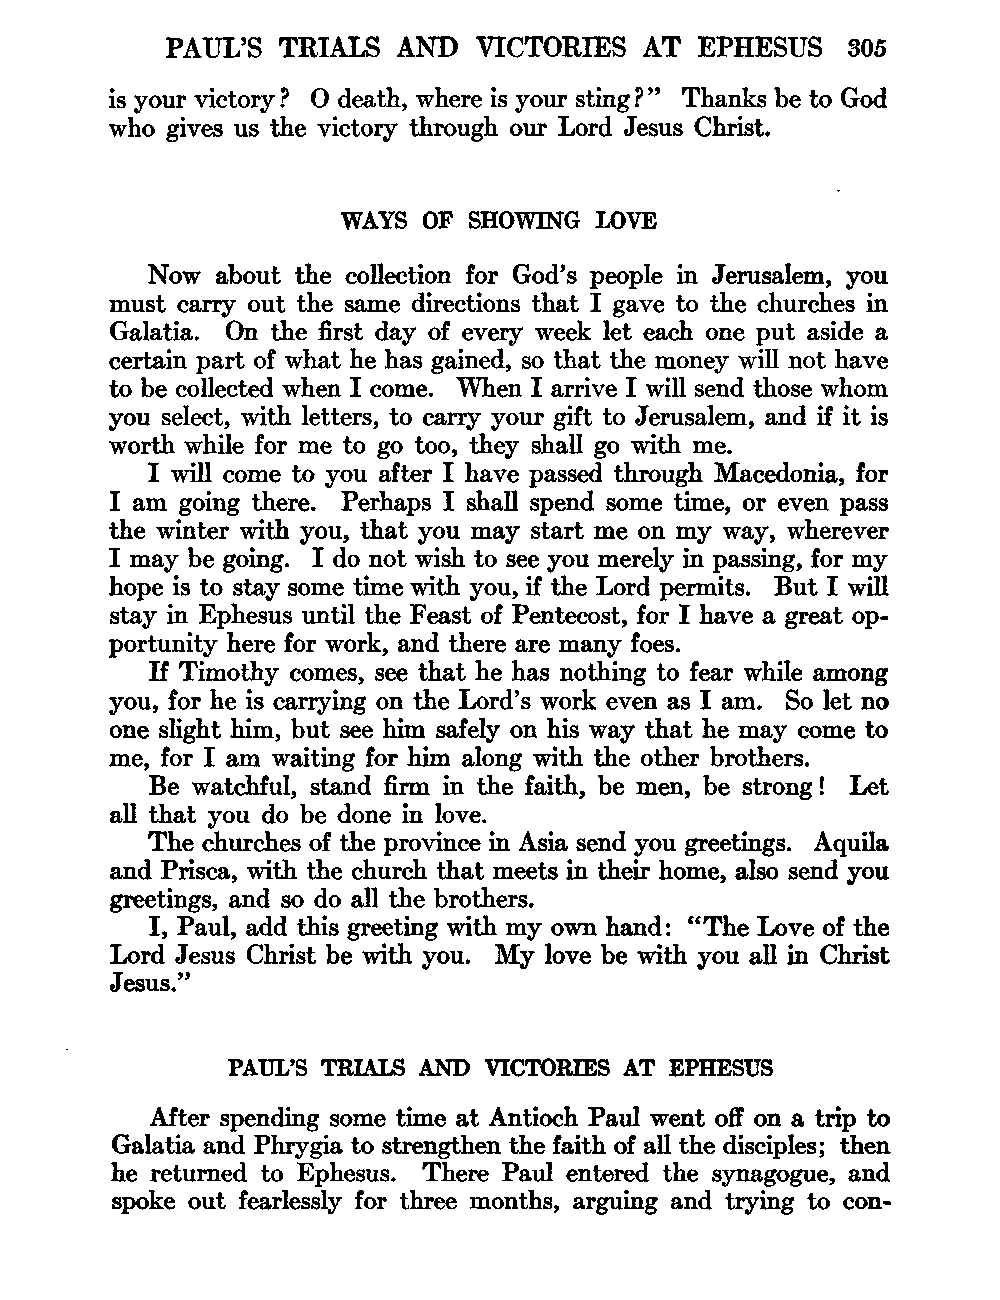 PAUL'S TRIALS AND VICTORIES AT EPHESUS 305
is your victory? O death, where is your sting?” Thanks be to God
who gives us the victory through our Lord Jesus Christ.
WAYS OF SHOWING LOVE
Now about the collection for God's people in Jerusalem, you
must carry out the same directions that I gave to the churches in
Galatia. On the first day of every week let each one put aside a
certain part of what he has gained, so that the money will not have
to be collected when I come. When I arrive I will send those whom
you select, with letters, to carry your gift to Jerusalem, and if it is
worth while for me to go too, they shall go with me.
I will come to you after I have passed through Macedonia, for
I am going there. Perhaps I shall spend some time, or even pass
the winter with you, that you may start me on my way, wherever
I may be going. I do not wish to see you merely in passing, for my
hope is to stay some time with you, if the Lord permits. But I will
stay in Ephesus until the Feast of Pentecost, for I have a great op-
portunity here for work, and there are many foes.
If Timothy comes, see that he has nothing to fear while among
you, for he is carrying on the Lord's work even as I am. So let no
one slight him, but see him safely on his way that he may come to
me, for I am waiting for him along with the other brothers.
Be watchful, stand firm in the faith, be men, be strong! Let
all that you do be done in love.
The churches of the province in Asia send you greetings. Aquila
and Prisca, with the church that meets in their home, also send you
greetings, and so do all the brothers.
I, Paul, add this greeting with my own hand: “The Love of the
Lord Jesus Christ be with you. My love be with you all in Christ
Jesus.”
PAUL'S TRIALS AND VICTORIES AT EPHESUS
After spending some time at Antioch Paul went off on a trip to
Galatia and Phrygia to strengthen the faith of all the disciples; then
he returned to Ephesus. There Paul entered the synagogue, and
spoke out fearlessly for three months, arguing and trying to con-